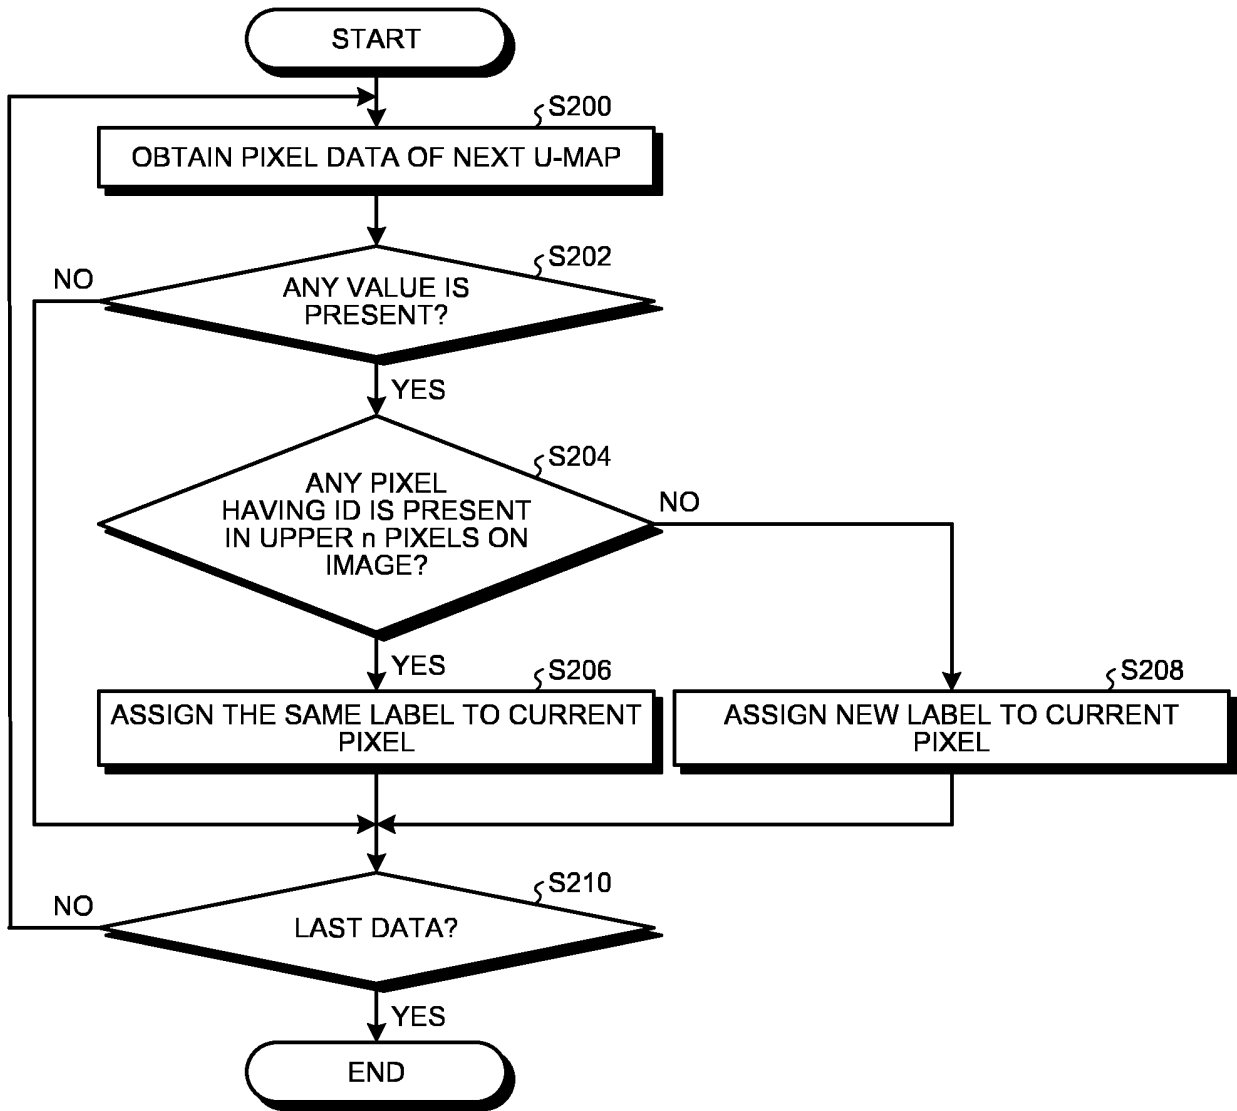 START
S200
OBTAIN PIXEL DATA OF NEXT U-MAP
S202
NO
ANY VALUE IS
PRESENT?
YES
S204
ANY PIXEL
HAVING ID IS PRESENT
IN UPPER n PIXELS ON
IMAGE?
NO
YES
S206
ASSIGN THE SAME LABEL TO CURRENT
PIXEL
S208
ASSIGN NEW LABEL TO CURRENT
PIXEL
S210
NO
LAST DATA?
YES
END